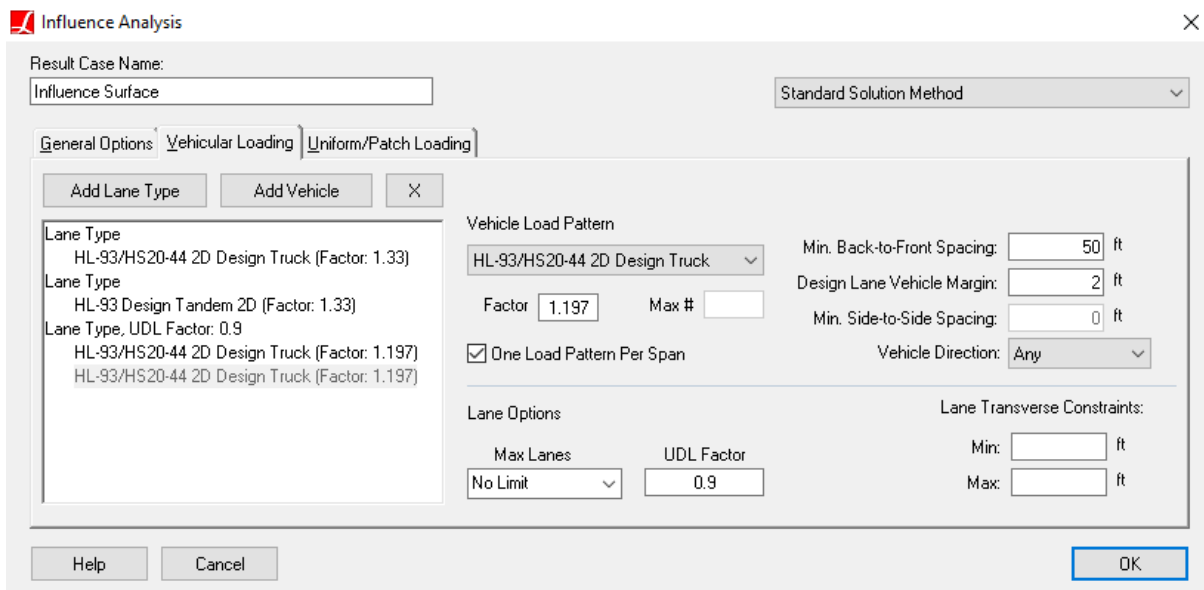 Influence Analysis
Result Case Name:
Influence Surface
Standard Solution Method
General Options
Vehicular Loading
Uniform/Patch Loading
Add Lane Type
Add Vehicle
X
Lane Type
HL-93/HS20-44 2D Design Truck (Factor: 1.33)
Lane Type
HL-93 Design Tandem 2D (Factor: 1.33)
Lane Type, UDL Factor: 0.9
HL-93/HS20-44 2D Design Truck (Factor: 1.197)
HL-93/HS20-44 2D Design Truck (Factor: 1.197)
Vehicle Load Pattern
HL-93/HS20-44 2D Design Truck
Factor 1.197 Max #
One Load Pattern Per Span
Min. Back-to-Front Spacing: 50 ft
Design Lane Vehicle Margin: 2 ft
Min. Side-to-Side Spacing: 0 ft
Vehicle Direction: Any
Lane Options
Max Lanes
No Limit
UDL Factor
0.9
Lane Transverse Constraints:
Min: ft
Max: ft
Help
Cancel
OK